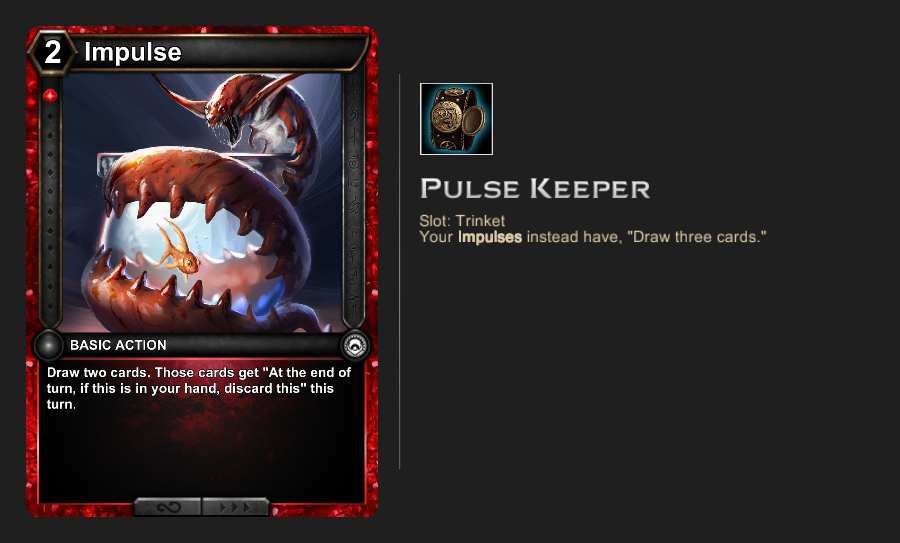 2 Impulse
BASIC ACTION
Draw two cards. Those cards get "At the end of
turn, if this is in your hand, discard this" this
turn.
PULSE KEEPER
Slot: Trinket
Your Impulses instead have, "Draw three cards."